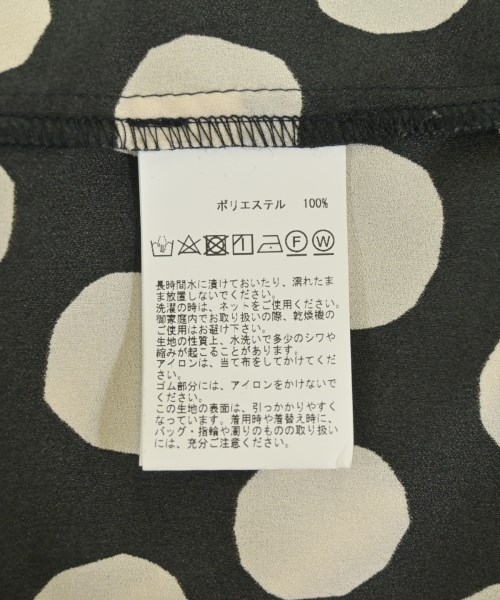 ポリエステル 100%
F W
長時間水に漬けておいたり、濡れたま
ま放置しないでください。
洗濯の時は、ネットをご使用ください。
御家庭内でお取り扱いの際、乾燥機の
ご使用はお避け下さい。
生地の性質上、水洗いで多少のシワや
縮みが起こることがあります。
アイロンは、当て布をしてかけてくだ
さい。
ゴム部分には、アイロンをかけないで
ください。
この生地の表面は、引っかかりやすく
なっています。着用時や着替え時に、
バッグ・指輪や周りのものの取り扱い
には、充分ご注意ください。